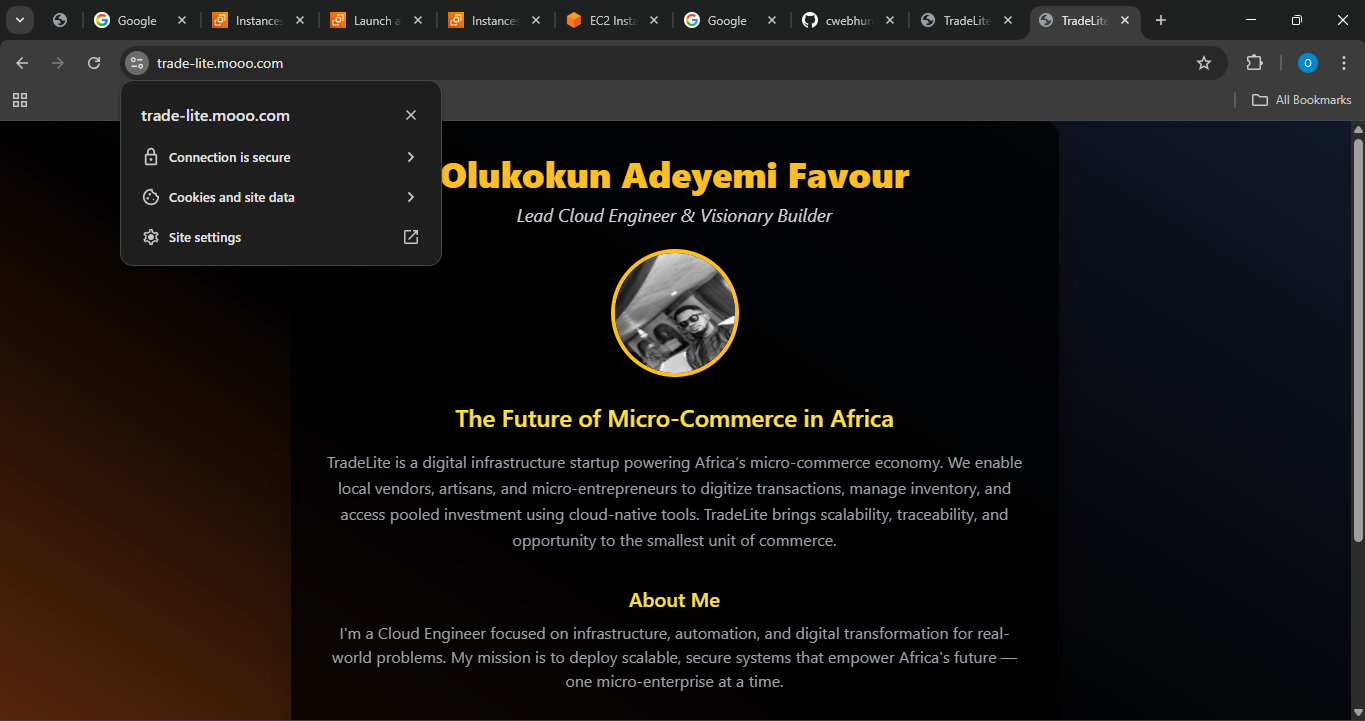 Google
Instances
Launch a
Instances
EC2 Insta
Google
cwebhun
TradeLite
TradeLite
trade-lite.mooo.com
O
All Bookmarks
trade-lite.mooo.com
Connection is secure
Cookies and site data
Site settings
Olukokun Adeyemi Favour
Lead Cloud Engineer & Visionary Builder
The Future of Micro-Commerce in Africa
TradeLite is a digital infrastructure startup powering Africa's micro-commerce economy. We enable
local vendors, artisans, and micro-entrepreneurs to digitize transactions, manage inventory, and
access pooled investment using cloud-native tools. TradeLite brings scalability, traceability, and
opportunity to the smallest unit of commerce.
About Me
I'm a Cloud Engineer focused on infrastructure, automation, and digital transformation for real-
world problems. My mission is to deploy scalable, secure systems that empower Africa's future —
one micro-enterprise at a time.